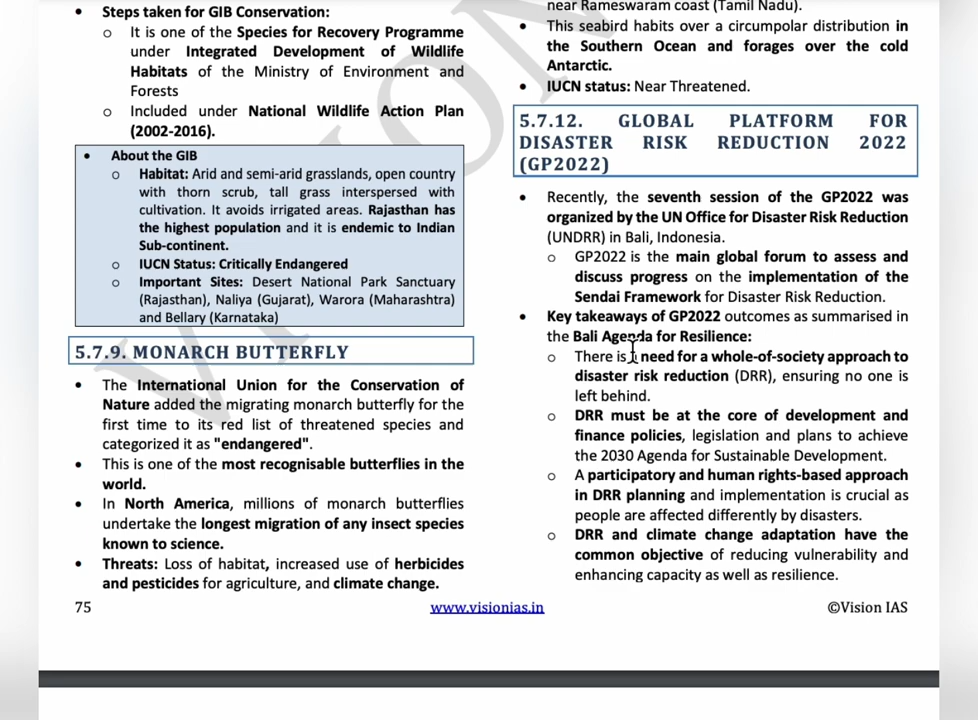 • Steps taken for GIB Conservation:
o It is one of the Species for Recovery Programme
under Integrated Development of Wildlife
Habitats of the Ministry of Environment and
Forests
o Included under National Wildlife Action Plan
(2002-2016).
• About the GIB
o Habitat: Arid and semi-arid grasslands, open country
with thorn scrub, tall grass interspersed with
cultivation. It avoids irrigated areas. Rajasthan has
the highest population and it is endemic to Indian
Sub-continent.
o IUCN Status: Critically Endangered
o Important Sites: Desert National Park Sanctuary
(Rajasthan), Naliya (Gujarat), Warora (Maharashtra)
and Bellary (Karnataka)
5.7.9. MONARCH BUTTERFLY
• The International Union for the Conservation of
Nature added the migrating monarch butterfly for the
first time to its red list of threatened species and
categorized it as "endangered".
• This is one of the most recognisable butterflies in the
world.
• In North America, millions of monarch butterflies
undertake the longest migration of any insect species
known to science.
• Threats: Loss of habitat, increased use of herbicides
and pesticides for agriculture, and climate change.
near Rameswaram coast (Tamil Nadu).
• This seabird habits over a circumpolar distribution in
the Southern Ocean and forages over the cold
Antarctic.
• IUCN status: Near Threatened.
5.7.12. GLOBAL PLATFORM FOR
DISASTER RISK REDUCTION 2022
(GP2022)
• Recently, the seventh session of the GP2022 was
organized by the UN Office for Disaster Risk Reduction
(UNDRR) in Bali, Indonesia.
o GP2022 is the main global forum to assess and
discuss progress on the implementation of the
Sendai Framework for Disaster Risk Reduction.
• Key takeaways of GP2022 outcomes as summarised in
the Bali Agenda for Resilience:
o There is a need for a whole-of-society approach to
disaster risk reduction (DRR), ensuring no one is
left behind.
o DRR must be at the core of development and
finance policies, legislation and plans to achieve
the 2030 Agenda for Sustainable Development.
o A participatory and human rights-based approach
in DRR planning and implementation is crucial as
people are affected differently by disasters.
o DRR and climate change adaptation have the
common objective of reducing vulnerability and
enhancing capacity as well as resilience.
75
www.visionias.in
©Vision IAS
VISION